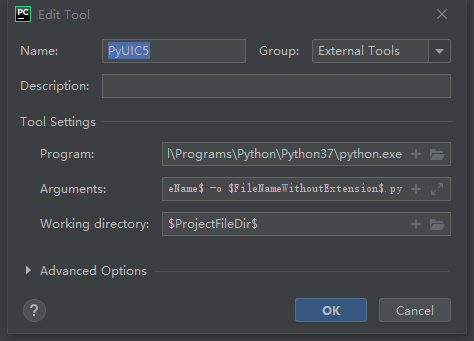 PC Edit Tool
Name: PyUIC5 Group: External Tools
Description:
Tool Settings
Program: l\Programs\Python\Python37\python.exe
Arguments: eName$ -o $FileNameWithoutExtension$.py
Working directory: $ProjectFileDir$
Advanced Options
? OK Cancel